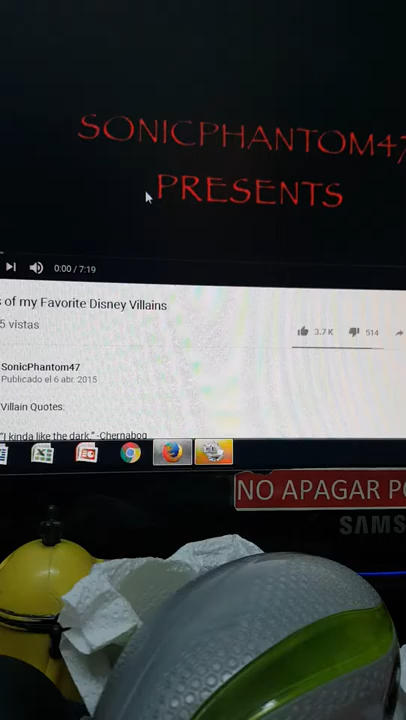 SONICPHANTOM47
PRESENTS
0:00 / 7:19
s of my Favorite Disney Villains
5 vistas
3.7 K
514
SonicPhantom47
Publicado el 6 abr. 2015
Villain Quotes:
"I kinda like the dark." -Chernabog
NO APAGAR PO
SAMS